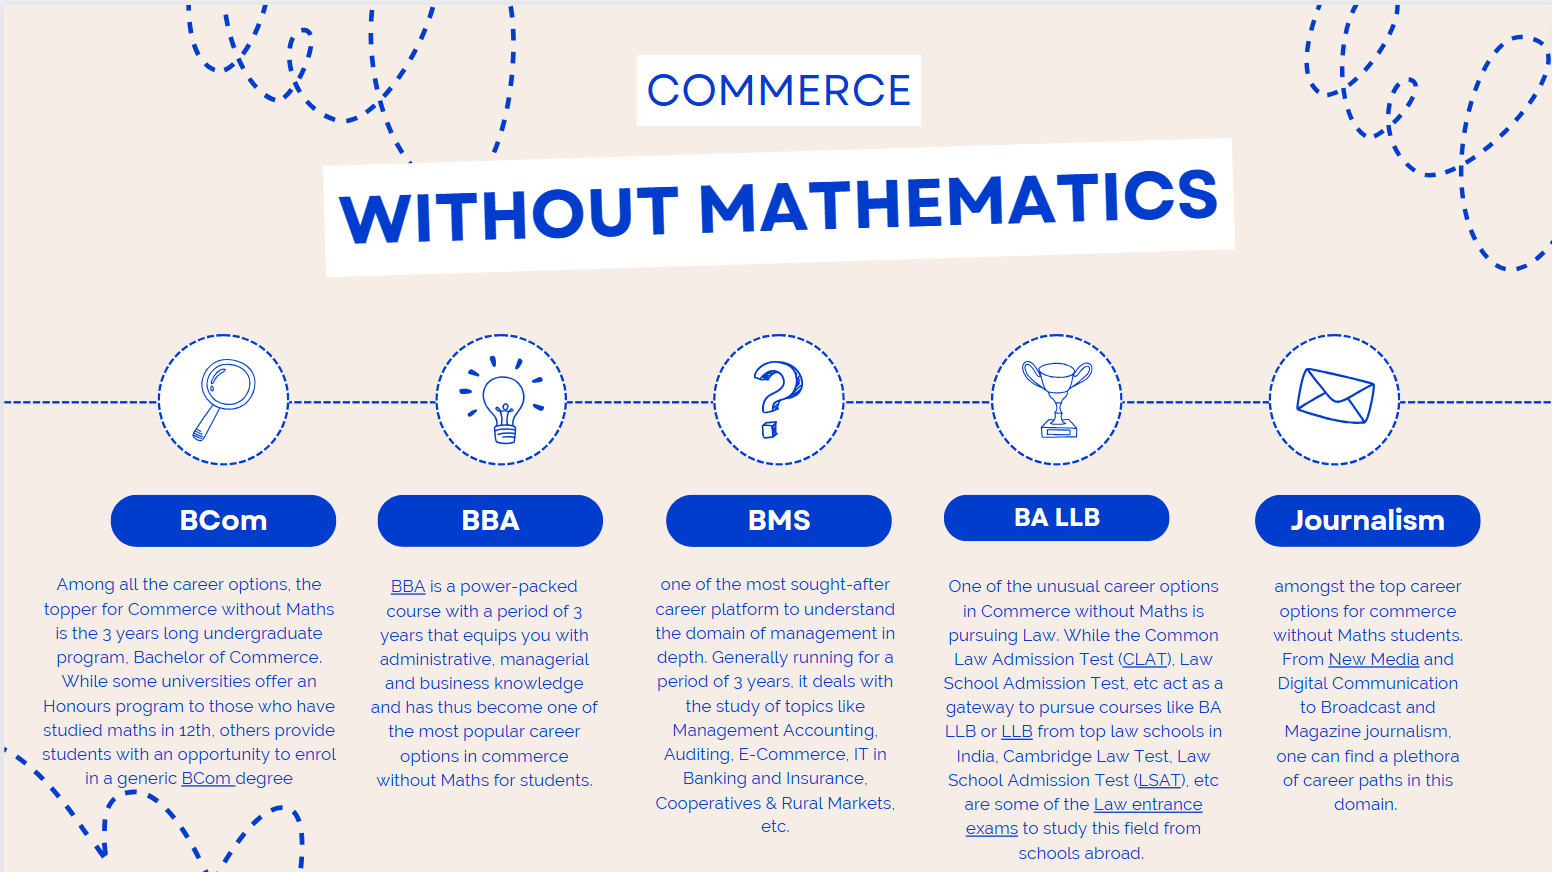 COMMERCE
WITHOUT MATHEMATICS
BCom
Among all the career options, the
topper for Commerce without Maths
is the 3 years long undergraduate
program, Bachelor of Commerce.
While some universities offer an
Honours program to those who have
studied maths in 12th, others provide
students with an opportunity to enrol
in a generic BCom degree
BBA
BBA is a power-packed
course with a period of 3
years that equips you with
administrative, managerial
and business knowledge
and has thus become one of
the most popular career
options in commerce
without Maths for students.
BMS
one of the most sought-after
career platform to understand
the domain of management in
depth. Generally running for a
period of 3 years, it deals with
the study of topics like
Management Accounting,
Auditing, E-Commerce, IT in
Banking and Insurance,
Cooperatives & Rural Markets,
etc.
BA LLB
One of the unusual career options
in Commerce without Maths is
pursuing Law. While the Common
Law Admission Test (CLAT), Law
School Admission Test, etc act as a
gateway to pursue courses like BA
LLB or LLB from top law schools in
India, Cambridge Law Test, Law
School Admission Test (LSAT), etc
are some of the Law entrance
exams to study this field from
schools abroad.
Journalism
amongst the top career
options for commerce
without Maths students.
From New Media and
Digital Communication
to Broadcast and
Magazine journalism,
one can find a plethora
of career paths in this
domain.